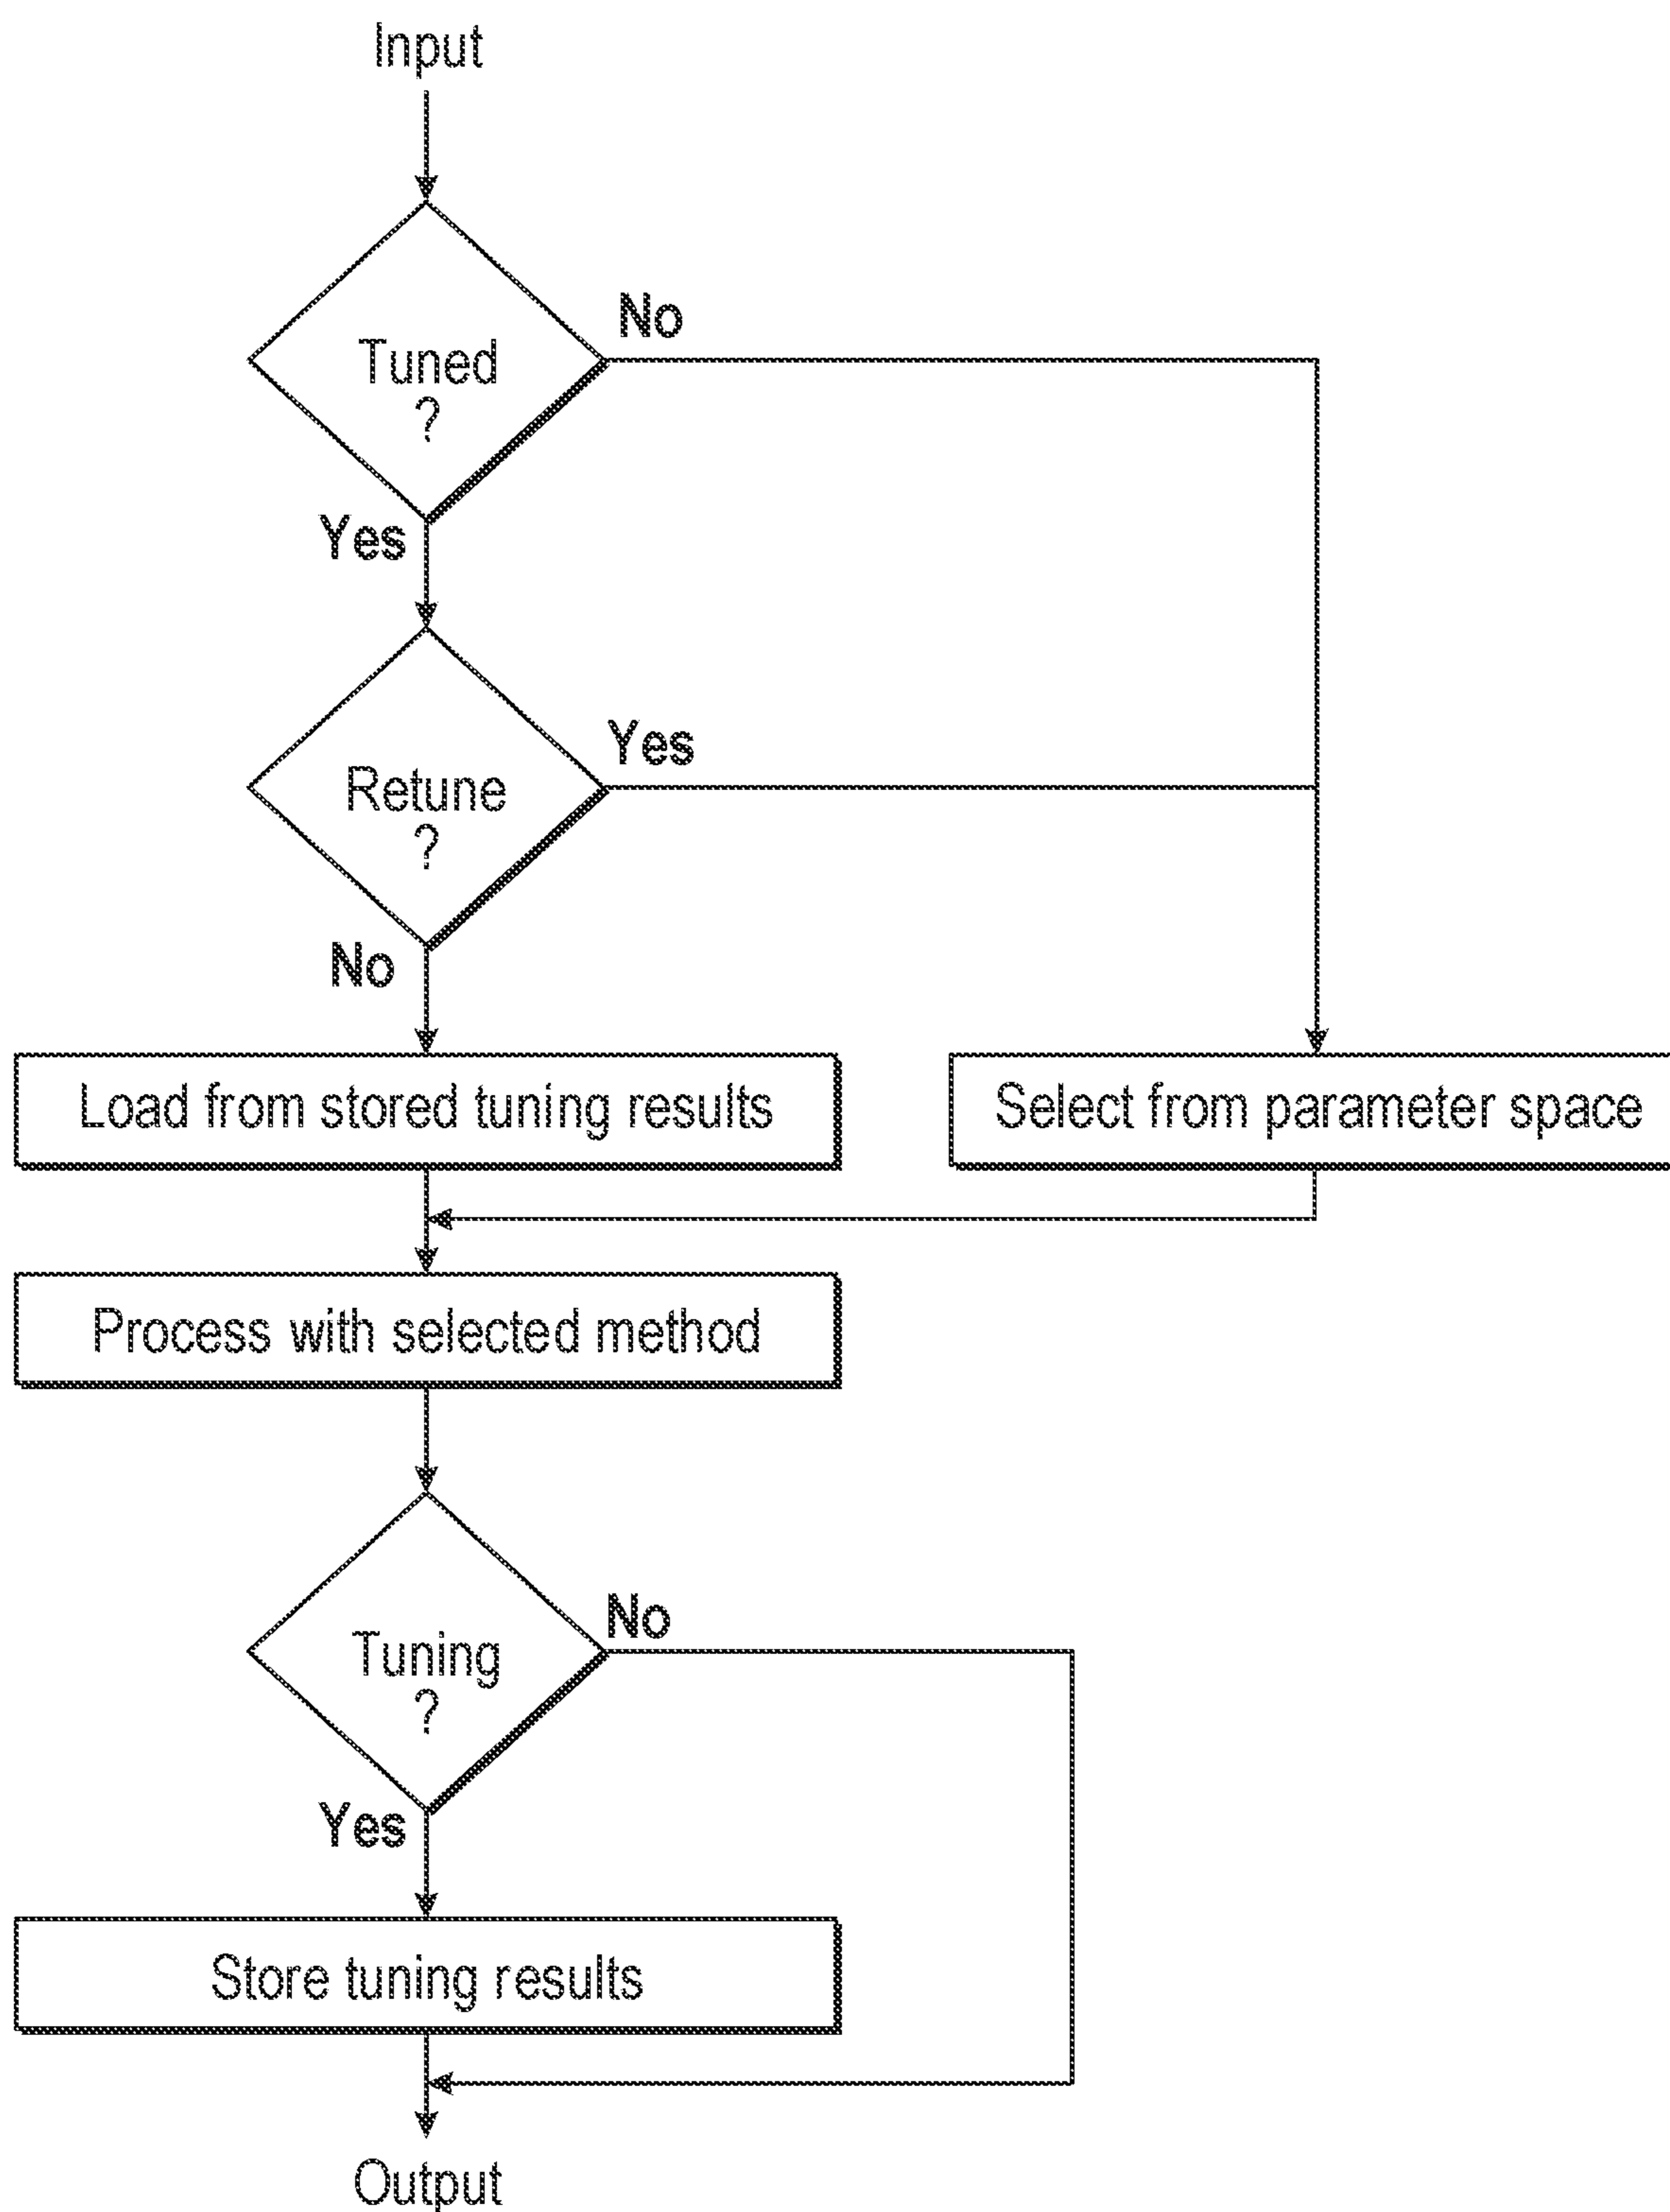 Input
No
Tuned
?
Yes
Yes
Retune
?
No
Load from stored tuning results
Select from parameter space
Process with selected method
No
Tuning
?
Yes
Store tuning results
Output